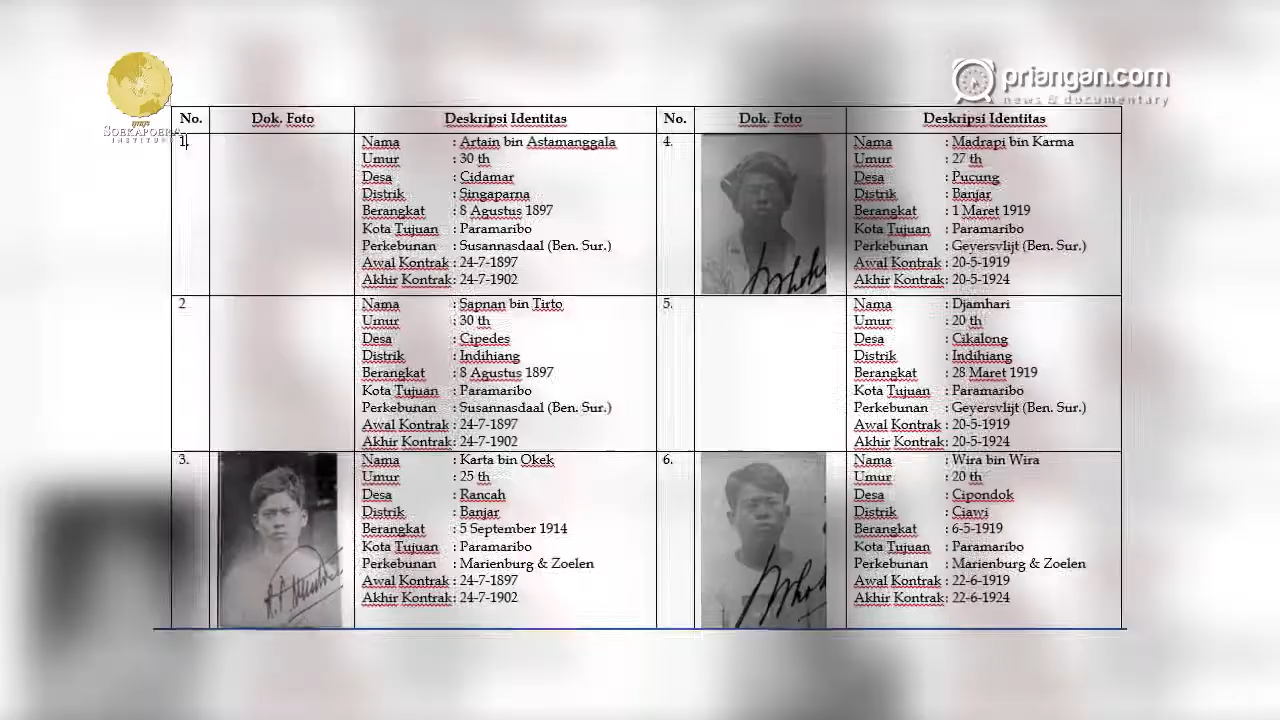 priangan.com
news & documentary
SOEKAPOERA
INSTITUTE
No. Dok. Foto Deskripsi Identitas No. Dok. Foto Deskripsi Identitas
1.
Nama : Artain bin Astamanggala
Umur : 30 th
Desa : Cidamar
Distrik : Singaparna
Berangkat : 8 Agustus 1897
Kota Tujuan : Paramaribo
Perkebunan : Susannasdaal (Ben. Sur.)
Awal Kontrak : 24-7-1897
Akhir Kontrak : 24-7-1902
4.
Nama : Madrapi bin Karma
Umur : 27 th
Desa : Pucung
Distrik : Banjar
Berangkat : 1 Maret 1919
Kota Tujuan : Paramaribo
Perkebunan : Geyersvlijt (Ben. Sur.)
Awal Kontrak : 20-5-1919
Akhir Kontrak : 20-5-1924
2
Nama : Sapnan bin Tirto
Umur : 30 th
Desa : Cipedes
Distrik : Indihiang
Berangkat : 8 Agustus 1897
Kota Tujuan : Paramaribo
Perkebunan : Susannasdaal (Ben. Sur.)
Awal Kontrak : 24-7-1897
Akhir Kontrak : 24-7-1902
5.
Nama : Djamhari
Umur : 20 th
Desa : Cikalong
Distrik : Indihiang
Berangkat : 28 Maret 1919
Kota Tujuan : Paramaribo
Perkebunan : Geyersvlijt (Ben. Sur.)
Awal Kontrak : 20-5-1919
Akhir Kontrak : 20-5-1924
3.
Nama : Karta bin Okek
Umur : 25 th
Desa : Rancah
Distrik : Banjar
Berangkat : 5 September 1914
Kota Tujuan : Paramaribo
Perkebunan : Marienburg & Zoelen
Awal Kontrak : 24-7-1897
Akhir Kontrak : 24-7-1902
6.
Nama : Wira bin Wira
Umur : 20 th
Desa : Cipondok
Distrik : Ciawi
Berangkat : 6-5-1919
Kota Tujuan : Paramaribo
Perkebunan : Marienburg & Zoelen
Awal Kontrak : 22-6-1919
Akhir Kontrak : 22-6-1924